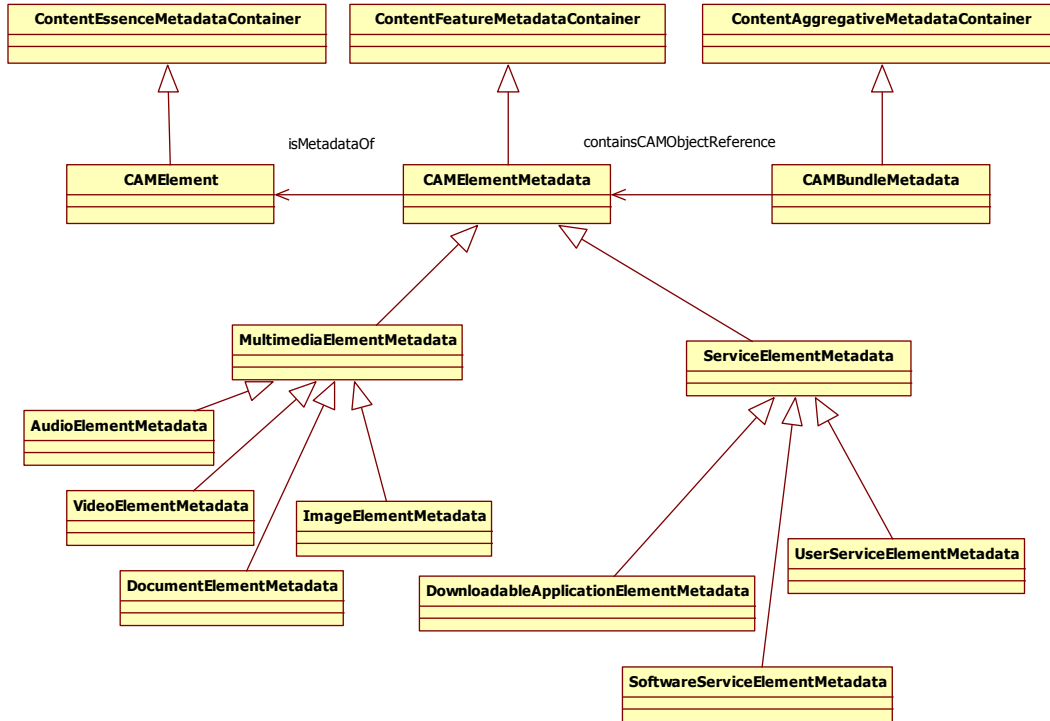 ContentEssenceMetadataContainer
ContentFeatureMetadataContainer
ContentAggregativeMetadataContainer
isMetadataOf
containsCAMObjectReference
CAMElement
CAMElementMetadata
CAMBundleMetadata
MultimediaElementMetadata
ServiceElementMetadata
AudioElementMetadata
VideoElementMetadata
ImageElementMetadata
UserServiceElementMetadata
DocumentElementMetadata
DownloadableApplicationElementMetadata
SoftwareServiceElementMetadata